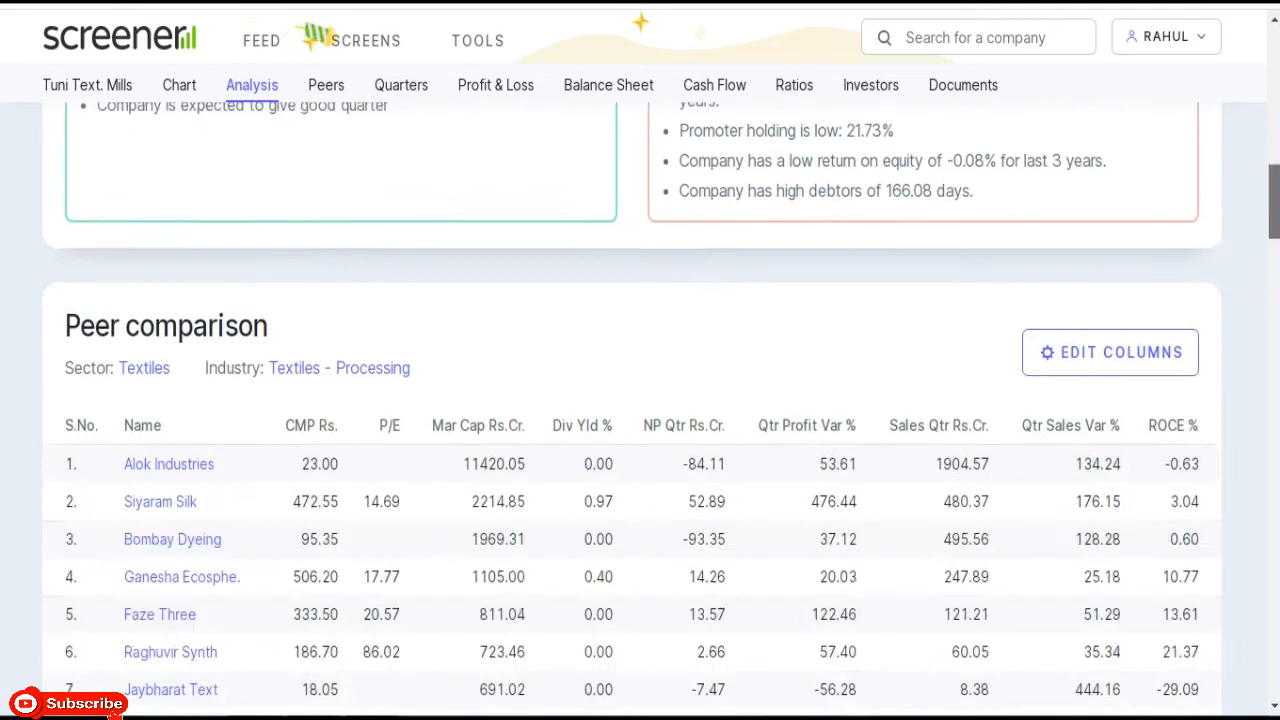 screener
FEED SCREENS TOOLS
Search for a company
RAHUL
Tuni Text. Mills Chart Analysis Peers Quarters Profit & Loss Balance Sheet Cash Flow Ratios Investors Documents
Company is expected to give good quarter
years.
Promoter holding is low: 21.73%
Company has a low return on equity of -0.08% for last 3 years.
Company has high debtors of 166.08 days.
Peer comparison
Sector: Textiles Industry: Textiles - Processing
EDIT COLUMNS
S.No. Name CMP Rs. P/E Mar Cap Rs.Cr. Div Yld % NP Qtr Rs.Cr. Qtr Profit Var % Sales Qtr Rs.Cr. Qtr Sales Var % ROCE %
1. Alok Industries 23.00 11420.05 0.00 -84.11 53.61 1904.57 134.24 -0.63
2. Siyaram Silk 472.55 14.69 2214.85 0.97 52.89 476.44 480.37 176.15 3.04
3. Bombay Dyeing 95.35 1969.31 0.00 -93.35 37.12 495.56 128.28 0.60
4. Ganesha Ecosphe. 506.20 17.77 1105.00 0.40 14.26 20.03 247.89 25.18 10.77
5. Faze Three 333.50 20.57 811.04 0.00 13.57 122.46 121.21 51.29 13.61
6. Raghuvir Synth 186.70 86.02 723.46 0.00 2.66 57.40 60.05 35.34 21.37
7. Jaybharat Text 18.05 691.02 0.00 -7.47 -56.28 8.38 444.16 -29.09
Subscribe